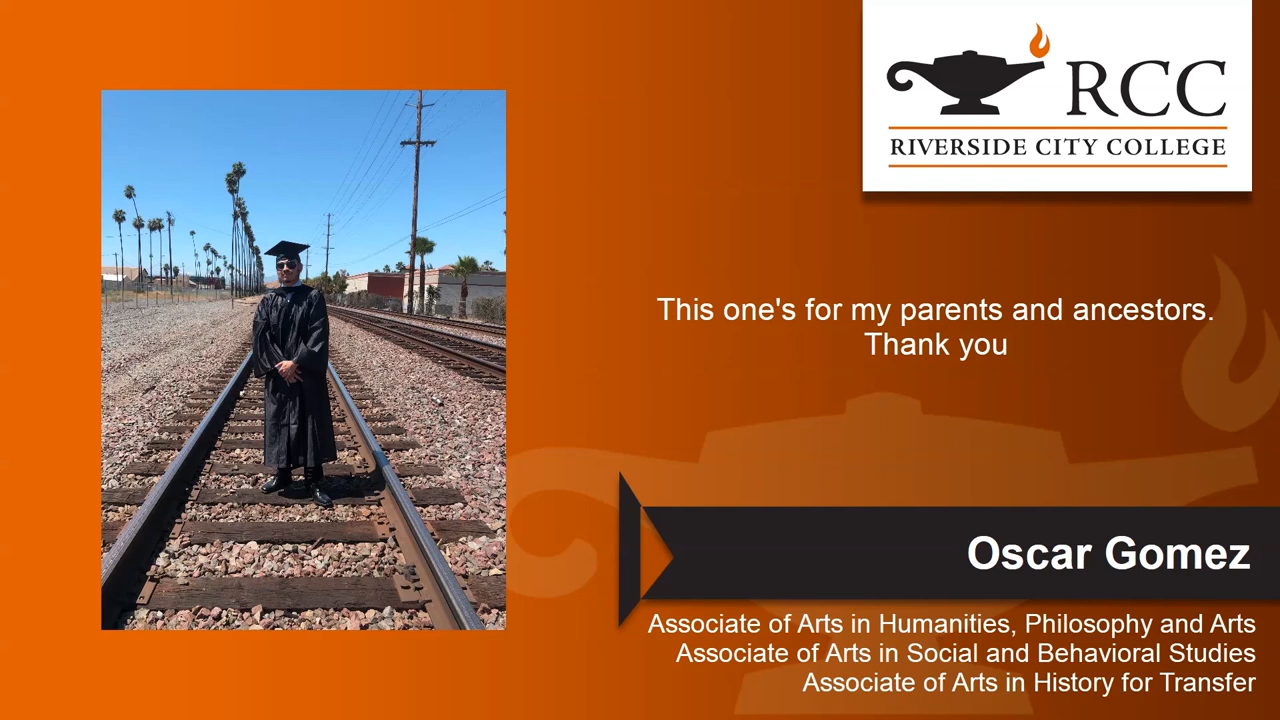 RCC
RIVERSIDE CITY COLLEGE
This one's for my parents and ancestors.
Thank you
Oscar Gomez
Associate of Arts in Humanities, Philosophy and Arts
Associate of Arts in Social and Behavioral Studies
Associate of Arts in History for Transfer